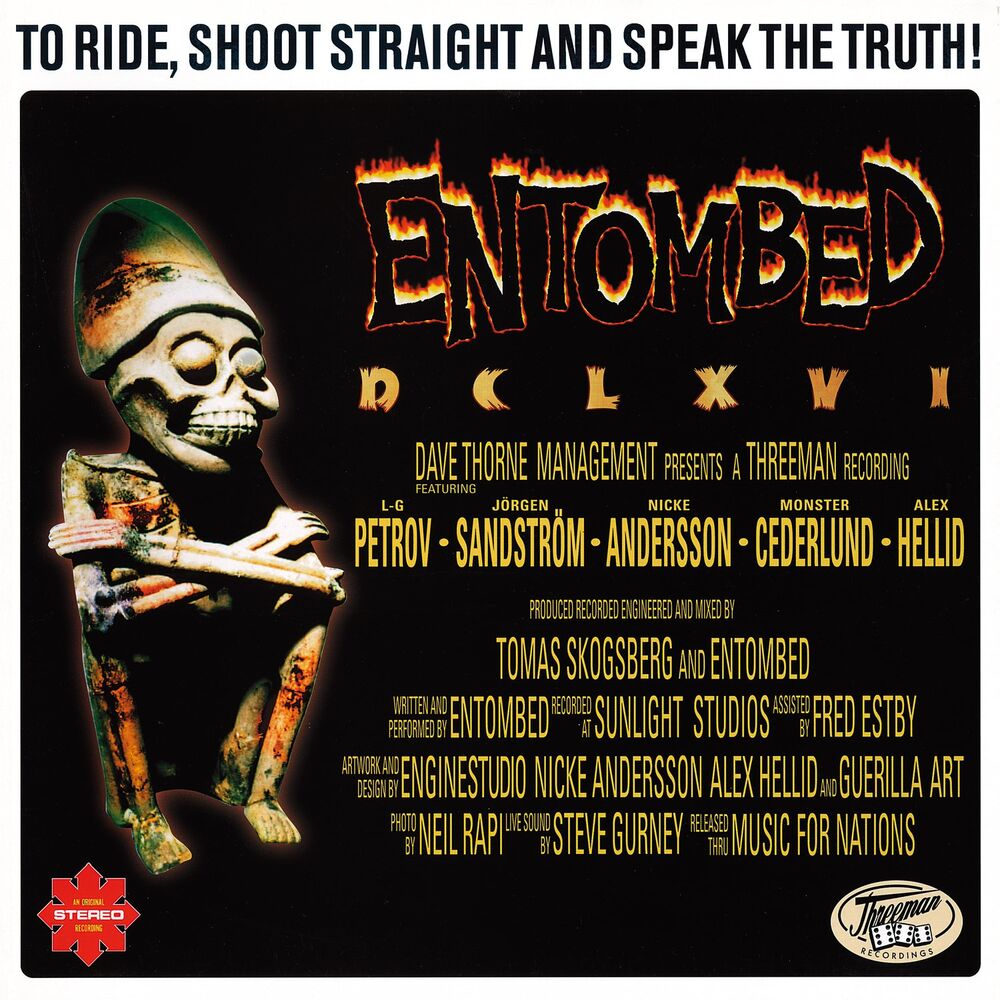 TO RIDE, SHOOT STRAIGHT AND SPEAK THE TRUTH!
ENTOMBED
DCLXVI
DAVE THORNE MANAGEMENT PRESENTS A THREEMAN RECORDING
FEATURING
L-G JÖRGEN NICKE MONSTER ALEX
PETROV • SANDSTRÖM • ANDERSSON • CEDERLUND • HELLID
PRODUCED RECORDED ENGINEERED AND MIXED BY
TOMAS SKOGSBERG AND ENTOMBED
WRITTEN AND PERFORMED BY ENTOMBED RECORDED AT SUNLIGHT STUDIOS ASSISTED BY FRED ESTBY
ARTWORK AND DESIGN BY ENGINESTUDIO NICKE ANDERSSON ALEX HELLID AND GUERILLA ART
PHOTO BY NEIL RAPI LIVE SOUND BY STEVE GURNEY RELEASED THRU MUSIC FOR NATIONS
AN ORIGINAL
STEREO
RECORDING
Threeman
RECORDINGS